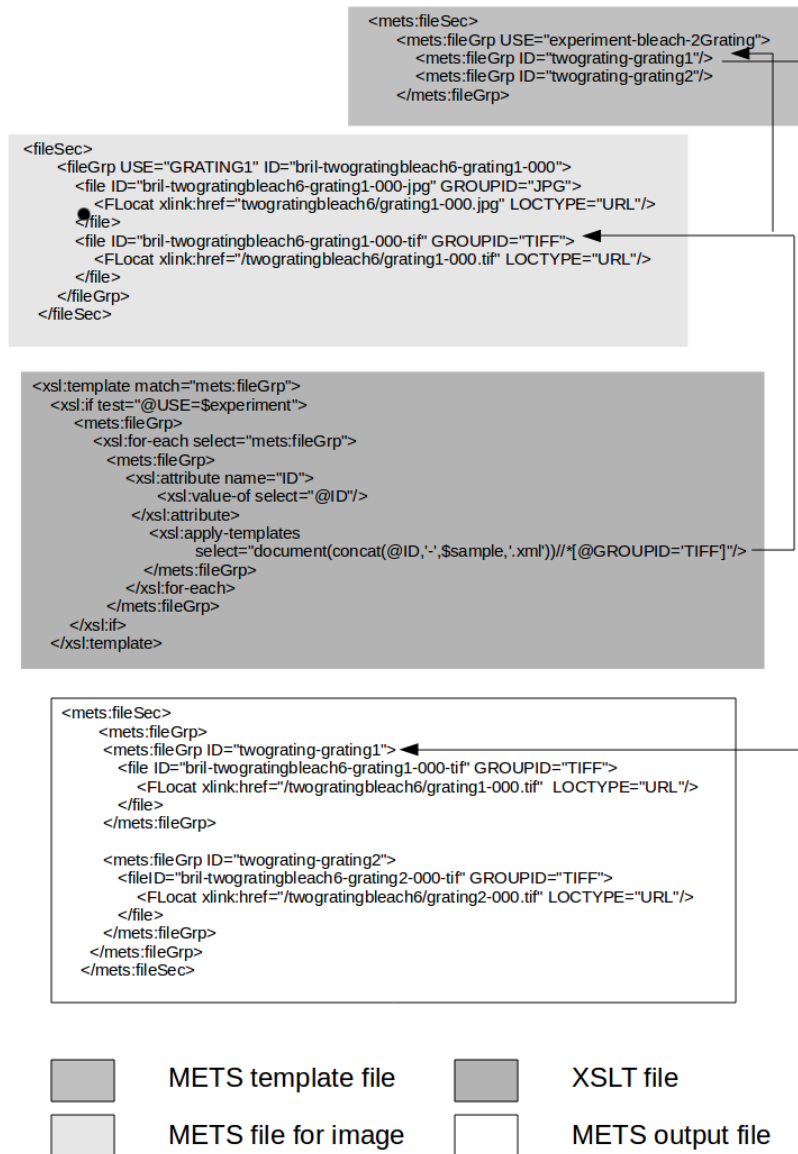 <mets:fileSec>
<mets:fileGrp USE="experiment-bleach-2Grating">
<mets:fileGrp ID="twograting-grating1"/>
<mets:fileGrp ID="twograting-grating2"/>
</mets:fileGrp>
<fileSec>
<fileGrp USE="GRATING1" ID="bril-twogratingbleach6-grating1-000">
<file ID="bril-twogratingbleach6-grating1-000-jpg" GROUPID="JPG">
<FLocat xlink:href="twogratingbleach6/grating1-000.jpg" LOCTYPE="URL"/>
</file>
<file ID="bril-twogratingbleach6-grating1-000-tif" GROUPID="TIFF">
<FLocat xlink:href="/twogratingbleach6/grating1-000.tif" LOCTYPE="URL"/>
</file>
</fileGrp>
</fileSec>
<xsl:template match="mets:fileGrp">
<xsl:if test="@USE=$experiment">
<mets:fileGrp>
<xsl:for-each select="mets:fileGrp">
<mets:fileGrp>
<xsl:attribute name="ID">
<xsl:value-of select="@ID"/>
</xsl:attribute>
<xsl:apply-templates
select="document(concat(@ID,'-',$sample,'.xml'))//*[@GROUPID='TIFF']"/>
</mets:fileGrp>
</xsl:for-each>
</mets:fileGrp>
</xsl:if>
</xsl:template>
<mets:fileSec>
<mets:fileGrp>
<mets:fileGrp ID="twograting-grating1">
<file ID="bril-twogratingbleach6-grating1-000-tif" GROUPID="TIFF">
<FLocat xlink:href="/twogratingbleach6/grating1-000.tif" LOCTYPE="URL"/>
</file>
</mets:fileGrp>
<mets:fileGrp ID="twograting-grating2">
<fileID="bril-twogratingbleach6-grating2-000-tif" GROUPID="TIFF">
<FLocat xlink:href="/twogratingbleach6/grating2-000.tif" LOCTYPE="URL"/>
</file>
</mets:fileGrp>
</mets:fileGrp>
</mets:fileSec>
METS template file
XSLT file
METS file for image
METS output file